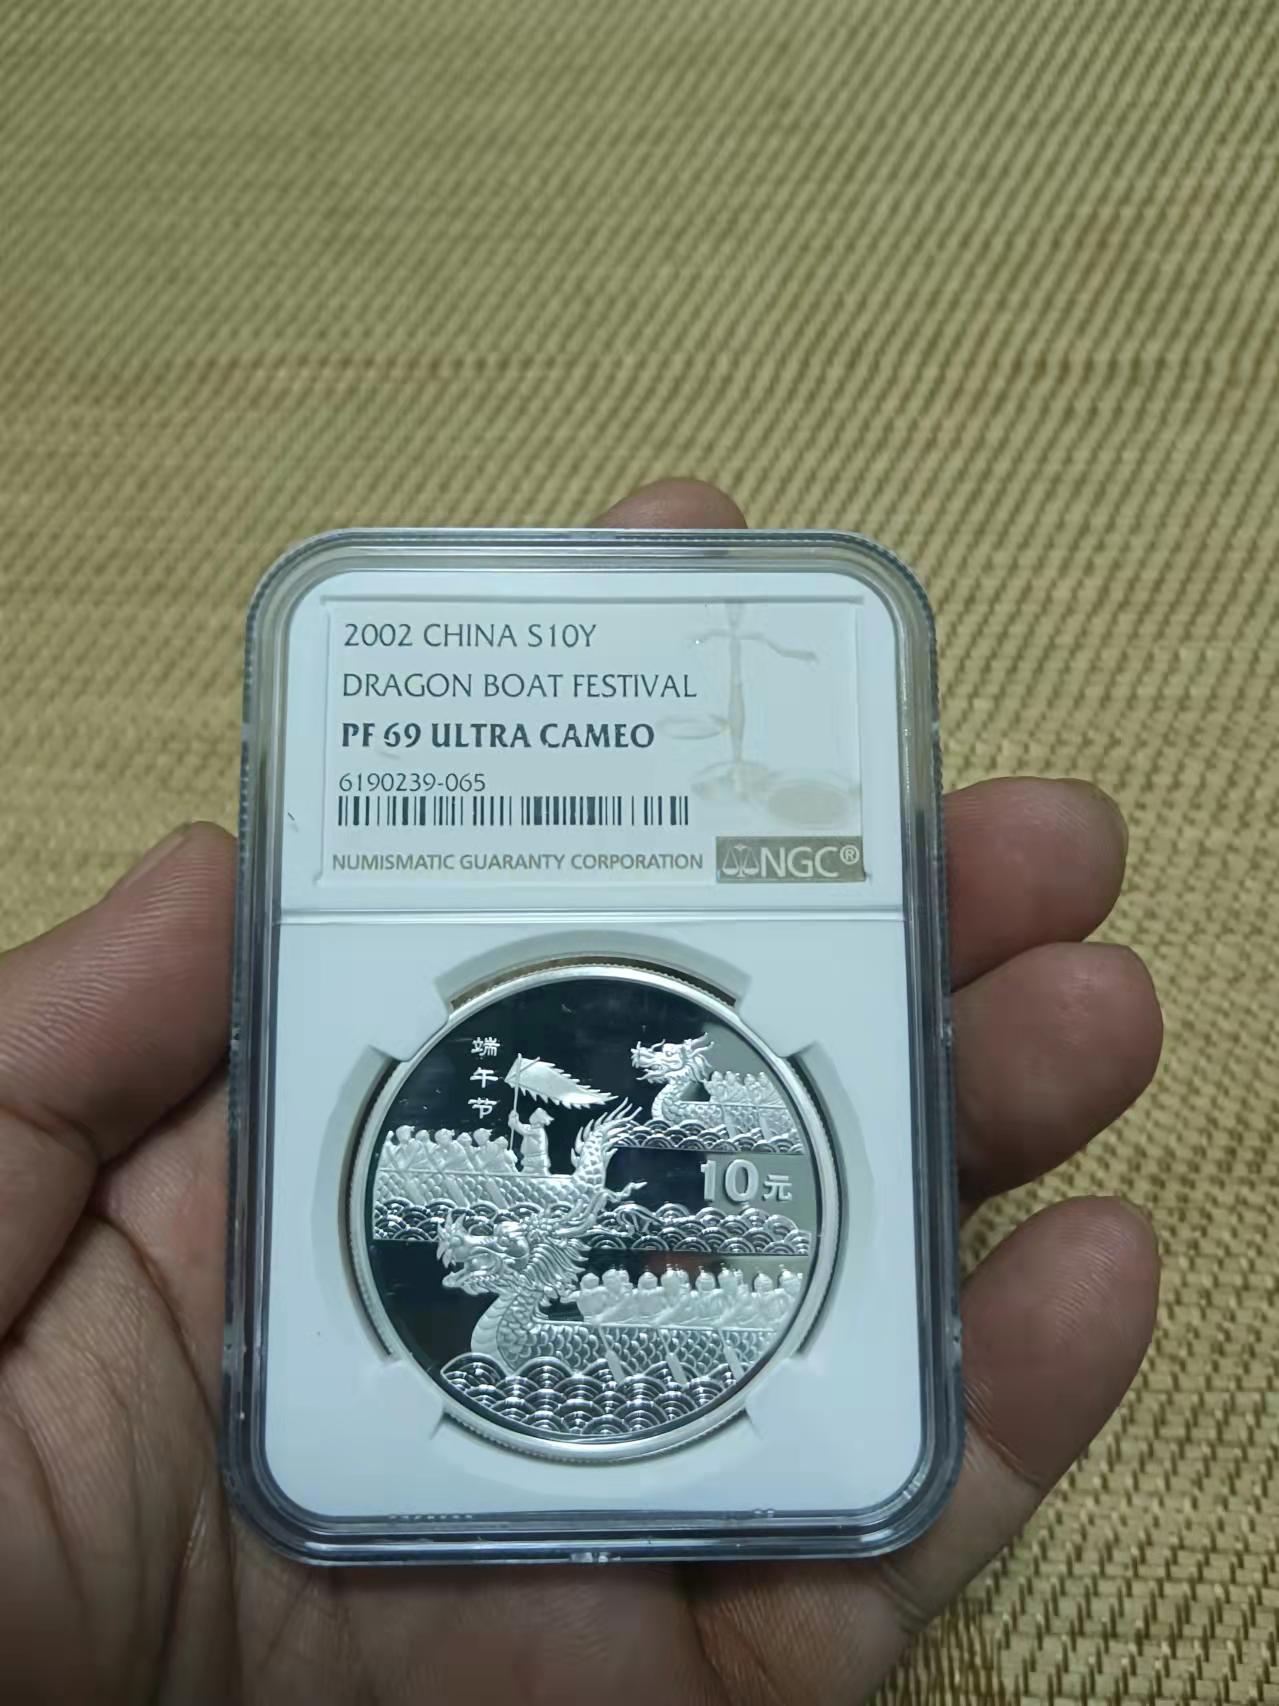 2002 CHINA S10Y
DRAGON BOAT FESTIVAL
PF 69 ULTRA CAMEO
6190239-065
NUMISMATIC GUARANTY CORPORATION
NGC®
端午节
10元